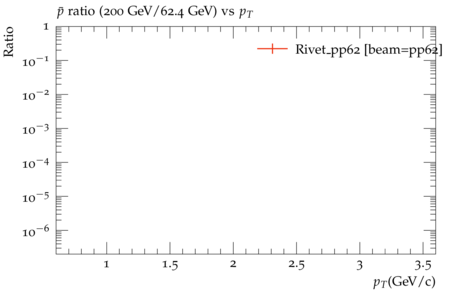 p̄ ratio (200 GeV/62.4 GeV) vs p_T
Ratio
Rivet_pp62 [beam=pp62]
1
10⁻¹
10⁻²
10⁻³
10⁻⁴
10⁻⁵
10⁻⁶
1 1.5 2 2.5 3 3.5
p_T(GeV/c)